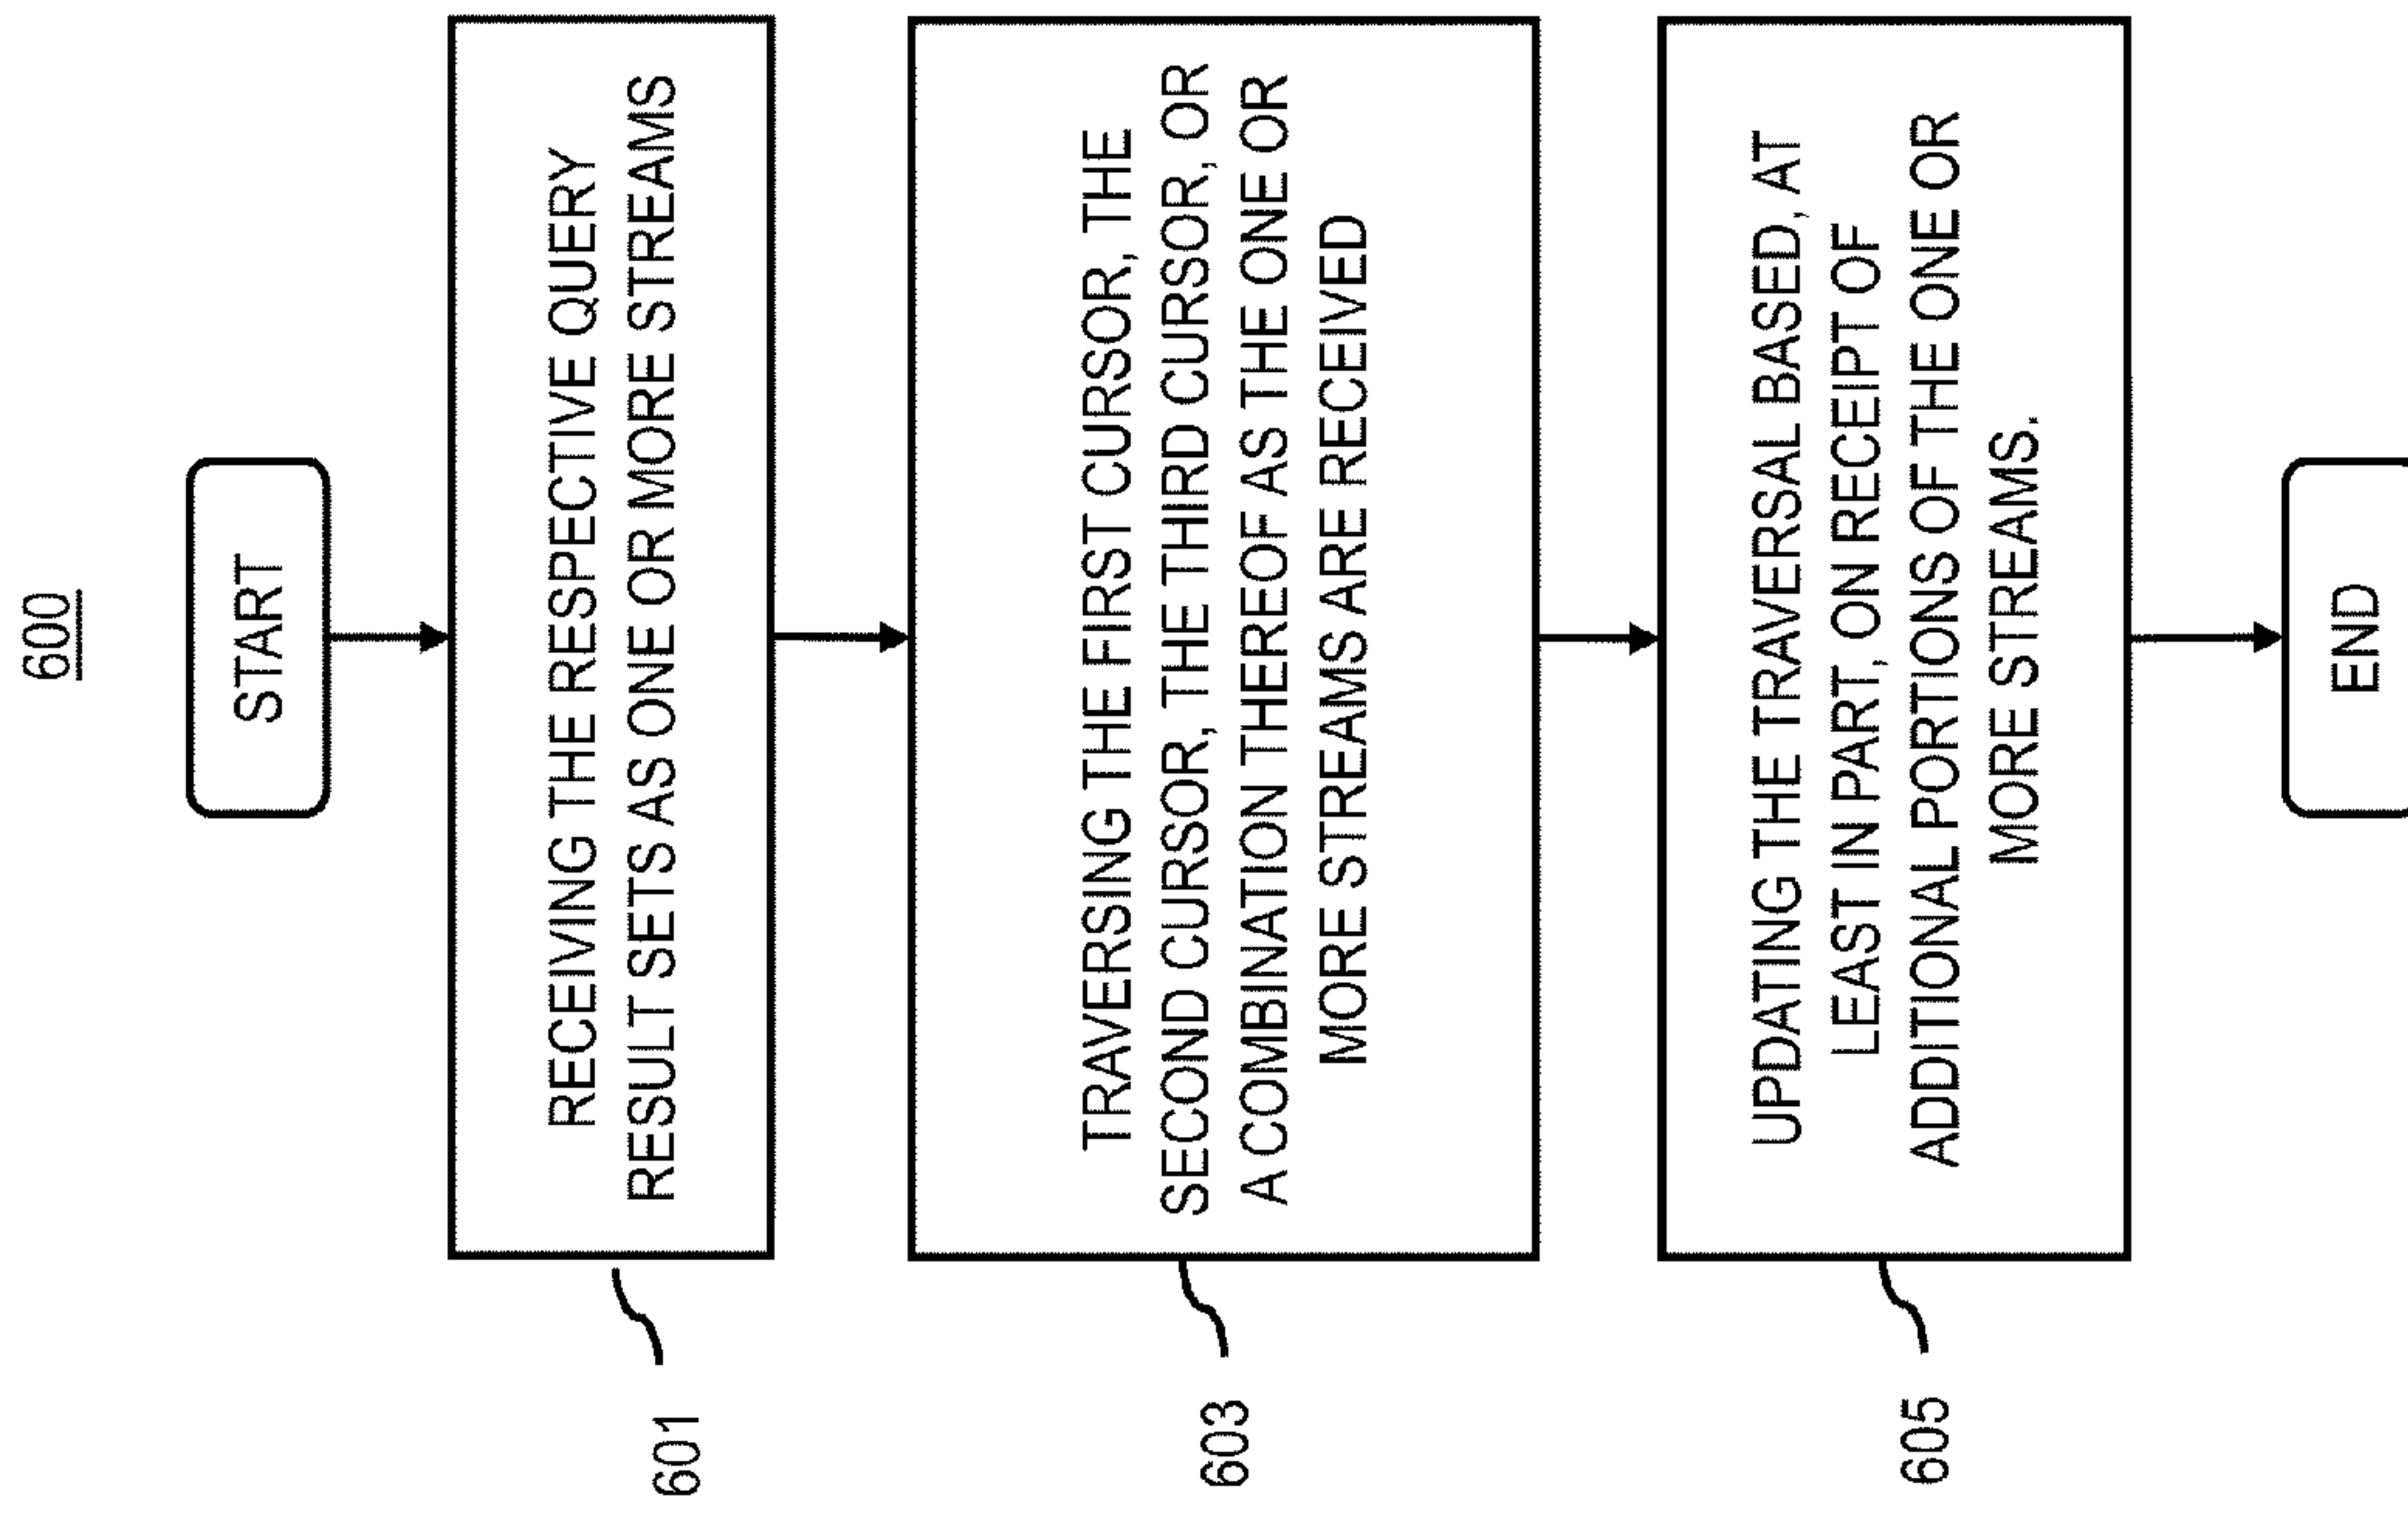 600
START
RECEIVING THE RESPECTIVE QUERY
RESULT SETS AS ONE OR MORE STREAMS
601
TRAVERSING THE FIRST CURSOR, THE
SECOND CURSOR, THE THIRD CURSOR, OR
A COMBINATION THEREOF AS THE ONE OR
MORE STREAMS ARE RECEIVED
603
UPDATING THE TRAVERSAL BASED, AT
LEAST IN PART, ON RECEIPT OF
ADDITIONAL PORTIONS OF THE ONE OR
MORE STREAMS.
605
END